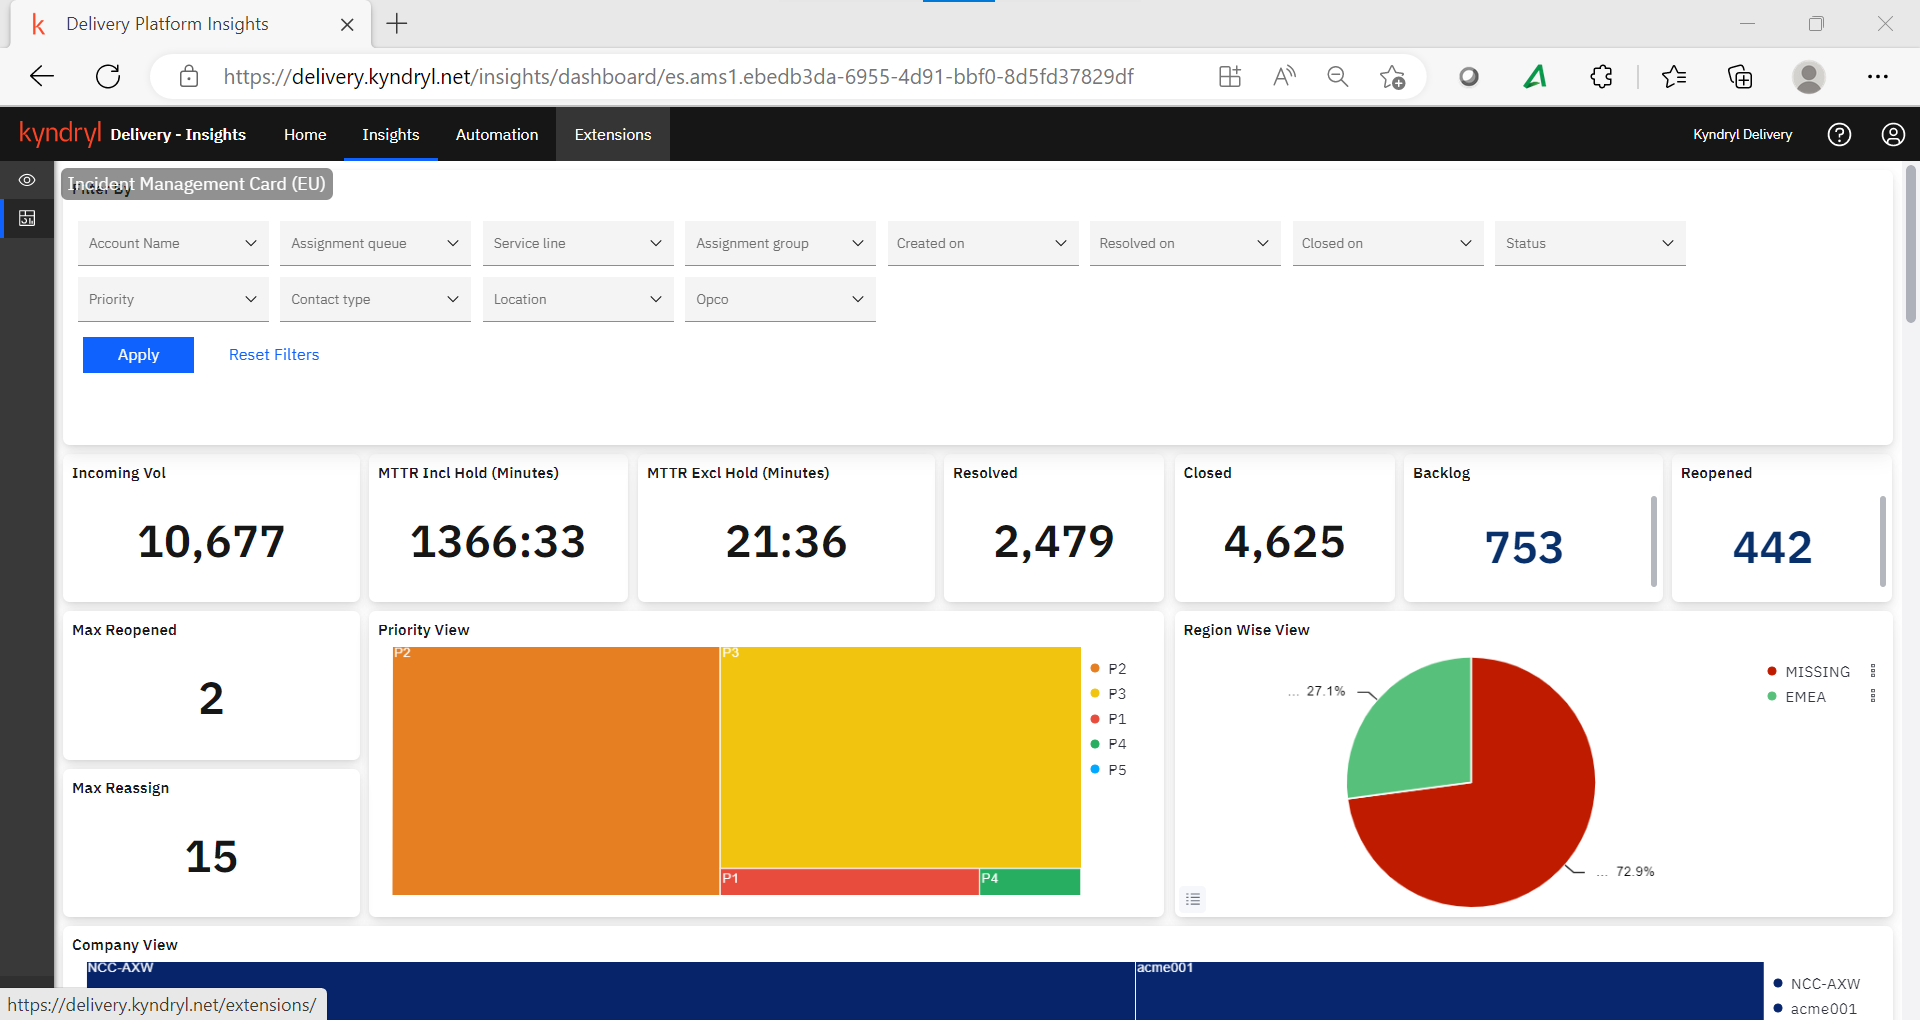 Delivery Platform Insights
https://delivery.kyndryl.net/insights/dashboard/es.ams1.ebedb3da-6955-4d91-bbf0-8d5fd37829df
kyndryl Delivery - Insights Home Insights Automation Extensions Kyndryl Delivery
Incident Management Card (EU)
Filter By
Account Name Assignment queue Service line Assignment group Created on Resolved on Closed on Status
Priority Contact type Location Opco
Apply Reset Filters
Incoming Vol MTTR Incl Hold (Minutes) MTTR Excl Hold (Minutes) Resolved Closed Backlog Reopened
10,677 1366:33 21:36 2,479 4,625 753 442
Max Reopened
2
Max Reassign
15
Priority View
P2 P3
P1 P4
P2
P3
P1
P4
P5
Region Wise View
... 27.1%
... 72.9%
MISSING
EMEA
Company View
NCC-AXW acme001
NCC-AXW
acme001
https://delivery.kyndryl.net/extensions/